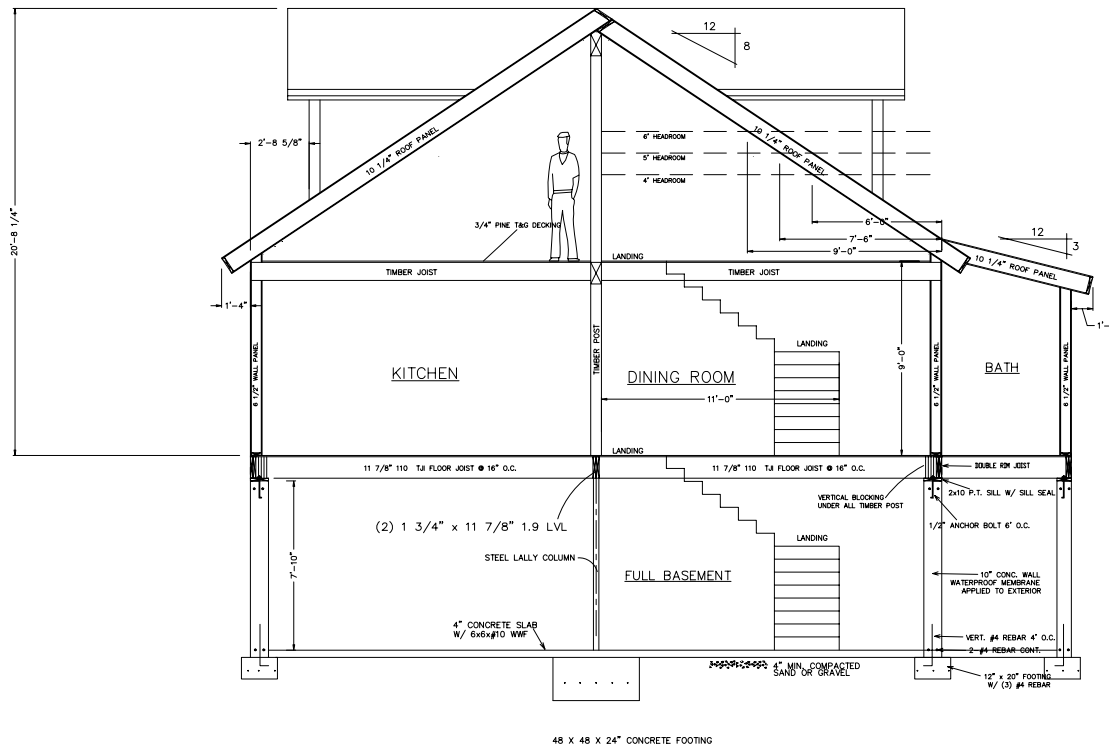 12
8
2'-8 5/8"
10 1/4" ROOF PANEL
10 1/4" ROOF PANEL
6' HEADROOM
5' HEADROOM
4' HEADROOM
20'-8 1/4"
3/4" PINE T&G DECKING
6'-0"
7'-6"
9'-0"
12
3
10 1/4" ROOF PANEL
LANDING
TIMBER JOIST
TIMBER JOIST
1'-4"
1'-
6 1/2" WALL PANEL
TIMBER POST
LANDING
9'-0"
6 1/2" WALL PANEL
6 1/2" WALL PANEL
KITCHEN
DINING ROOM
BATH
11'-0"
LANDING
11 7/8" 110 TJI FLOOR JOIST @ 16" O.C.
11 7/8" 110 TJI FLOOR JOIST @ 16" O.C.
DOUBLE RIM JOIST
VERTICAL BLOCKING
UNDER ALL TIMBER POST
2x10 P.T. SILL W/ SILL SEAL
1/2" ANCHOR BOLT 6' O.C.
(2) 1 3/4" x 11 7/8" 1.9 LVL
LANDING
STEEL LALLY COLUMN
7'-10"
FULL BASEMENT
10" CONC. WALL
WATERPROOF MEMBRANE
APPLIED TO EXTERIOR
4" CONCRETE SLAB
W/ 6x6x#10 WWF
VERT. #4 REBAR 4' O.C.
2 #4 REBAR CONT.
4" MIN. COMPACTED
SAND OR GRAVEL
12" x 20" FOOTING
W/ (3) #4 REBAR
48 X 48 X 24" CONCRETE FOOTING